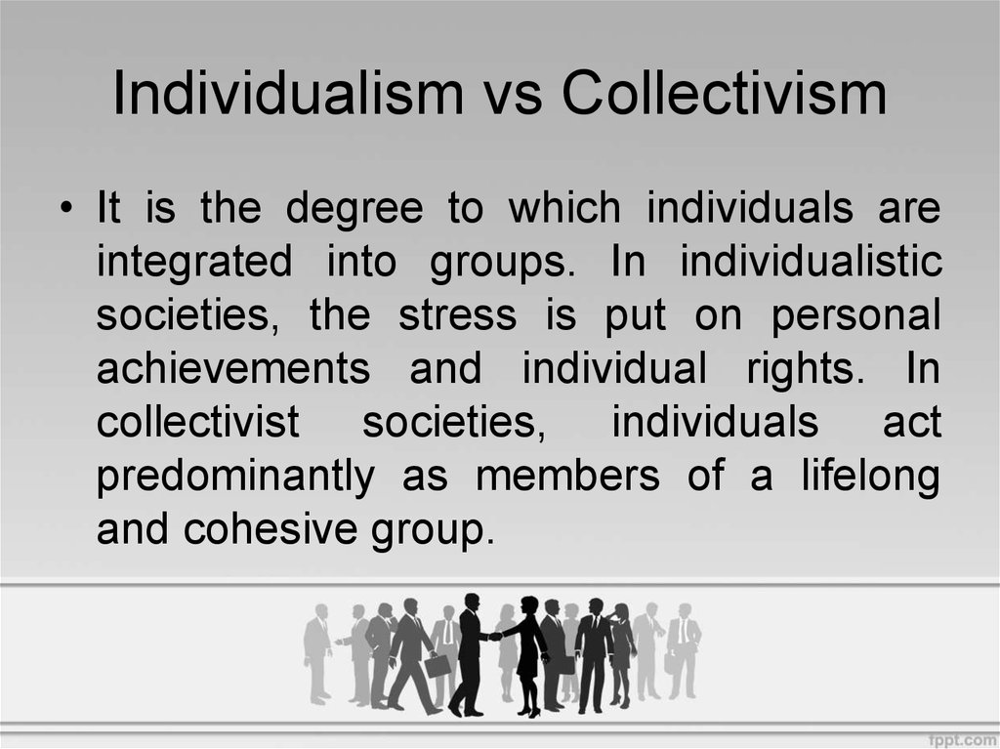 Individualism vs Collectivism
• It is the degree to which individuals are
integrated into groups. In individualistic
societies, the stress is put on personal
achievements and individual rights. In
collectivist societies, individuals act
predominantly as members of a lifelong
and cohesive group.
fppt.com